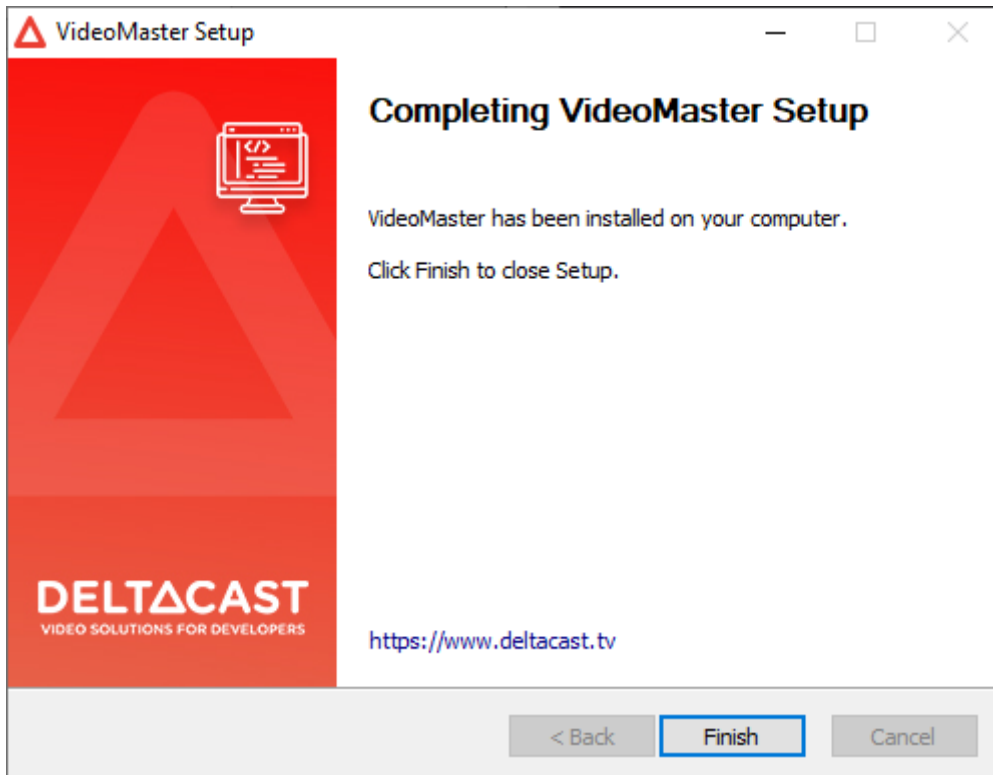 VideoMaster Setup
Completing VideoMaster Setup
</>
VideoMaster has been installed on your computer.
Click Finish to close Setup.
DELTACAST
VIDEO SOLUTIONS FOR DEVELOPERS
https://www.deltacast.tv
< Back
Finish
Cancel